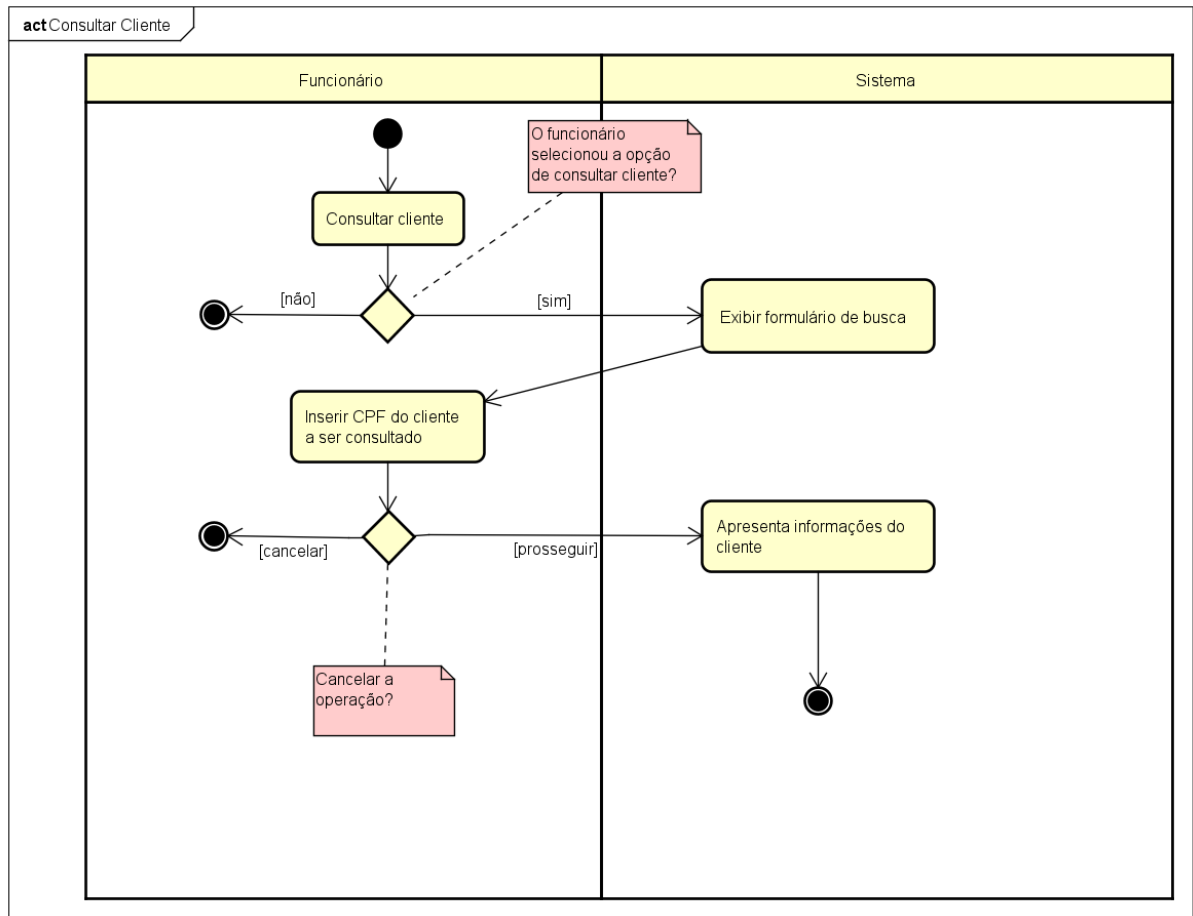 act Consultar Cliente
Funcionário
Sistema
O funcionário
selecionou a opção
de consultar cliente?
Consultar cliente
[não]
[sim]
Exibir formulário de busca
Inserir CPF do cliente
a ser consultado
[cancelar]
[prosseguir]
Apresenta informações do
cliente
Cancelar a
operação?